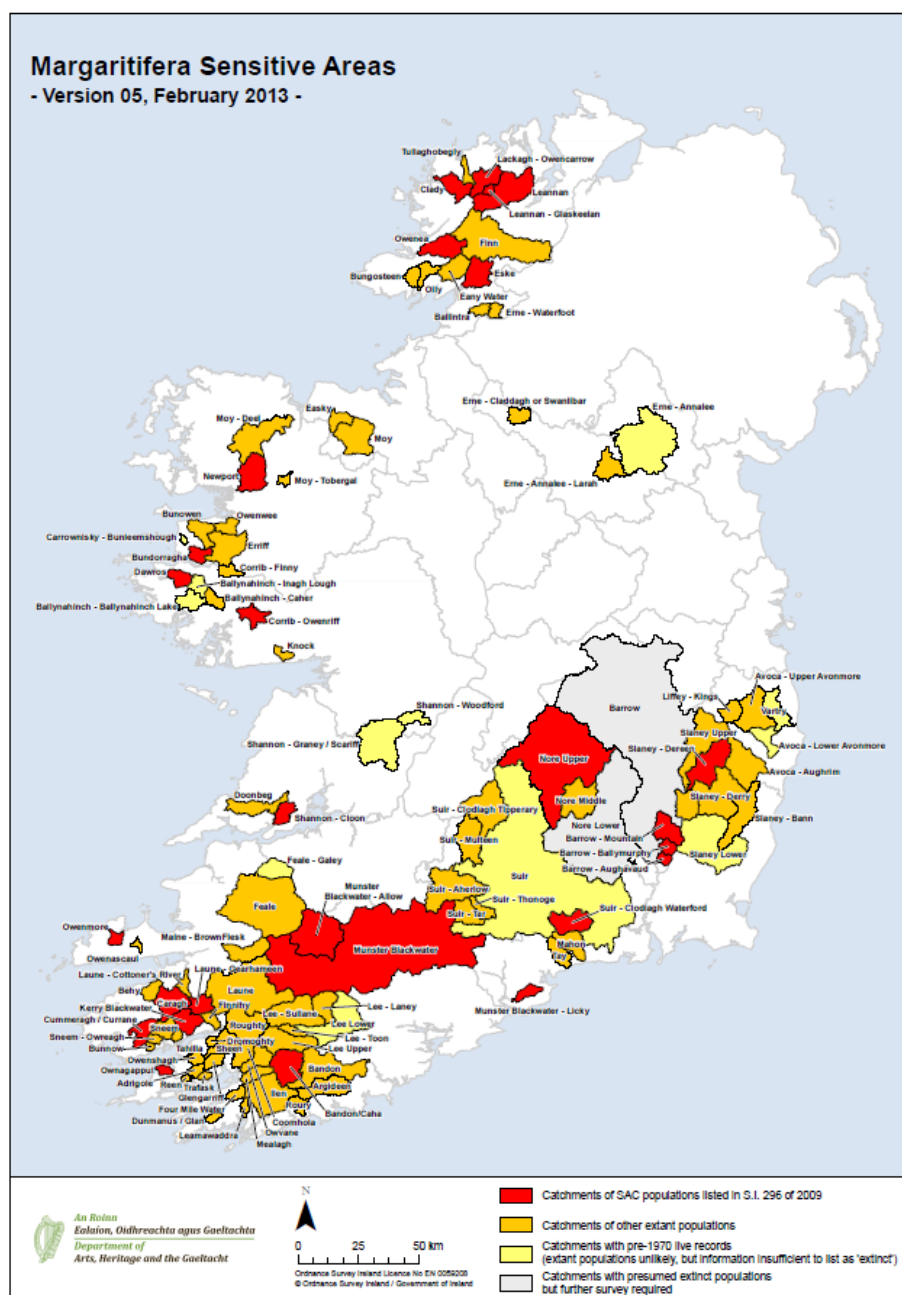 Margaritifera Sensitive Areas
- Version 05, February 2013 -
Tullaghobegly
Lackagh - Owencarrow
Clady
Leannan
Leannan - Glaskeelan
Owenea
Finn
Bungosteen
Eske
Oily
Eany Water
Ballintra
Erne - Waterfoot
Erne - Claddagh or Swanlibar
Erne - Annalee
Moy - Deel
Easky
Moy
Newport
Moy - Tobergal
Erne - Annalee - Larah
Bunowen
Owenwee
Carrownisky - Bunleemshough
Erriff
Bundorragha
Corrib - Finny
Dawros
Ballynahinch - Inagh Lough
Ballynahinch - Caher
Ballynahinch - Ballynahinch Lake
Corrib - Owenriff
Knock
Avoca - Upper Avonmore
Liffey - Kings
Barrow
Vartry
Shannon - Woodford
Slaney Upper
Shannon - Graney / Scariff
Slaney - Dereen
Avoca - Lower Avonmore
Nore Upper
Avoca - Aughrim
Doonbeg
Nore Middle
Slaney - Derry
Suir - Clodiagh Tipperary
Shannon - Cloon
Slaney - Bann
Nore Lower
Suir - Multeen
Barrow - Mountain
Barrow - Ballymurphy
Slaney Lower
Feale - Galey
Barrow - Aughavaud
Suir
Munster
Blackwater - Allow
Suir - Aherlow
Feale
Suir - Thonoge
Suir - Clodiagh Waterford
Suir - Tar
Owenmore
Maine - BrownFlesk
Munster Blackwater
Mahon
Owenascaul
Tay
Laune - Cottoner's River
Laune - Gearhameen
Behy
Caragh
Laune
Kerry Blackwater
Finnihy
Lee - Laney
Munster Blackwater - Licky
Cummeragh / Currane
Lee - Sullane
Sneem
Roughty
Lee Lower
Sneem - Owreagh
Lee - Toon
Bunnow
Tahilla
Dromoghty
Sheen
Lee Upper
Owenshagh
Bandon
Ownagappul
Adrigole
Reen
Trafask
Argideen
Glengarriff
Ilen
Roury
Four Mile Water
Bandon/Caha
Dunmanus / Glan
Coomhola
Owvane
Leamawaddra
Mealagh
An Roinn
Ealaíon, Oidhreachta agus Gaeltachta
Department of
Arts, Heritage and the Gaeltacht
N
0 25 50 km
Ordnance Survey Ireland Licence No EN 0059208
© Ordnance Survey Ireland / Government of Ireland
Catchments of SAC populations listed in S.I. 296 of 2009
Catchments of other extant populations
Catchments with pre-1970 live records
(extant populations unlikely, but information insufficient to list as 'extinct')
Catchments with presumed extinct populations
but further survey required